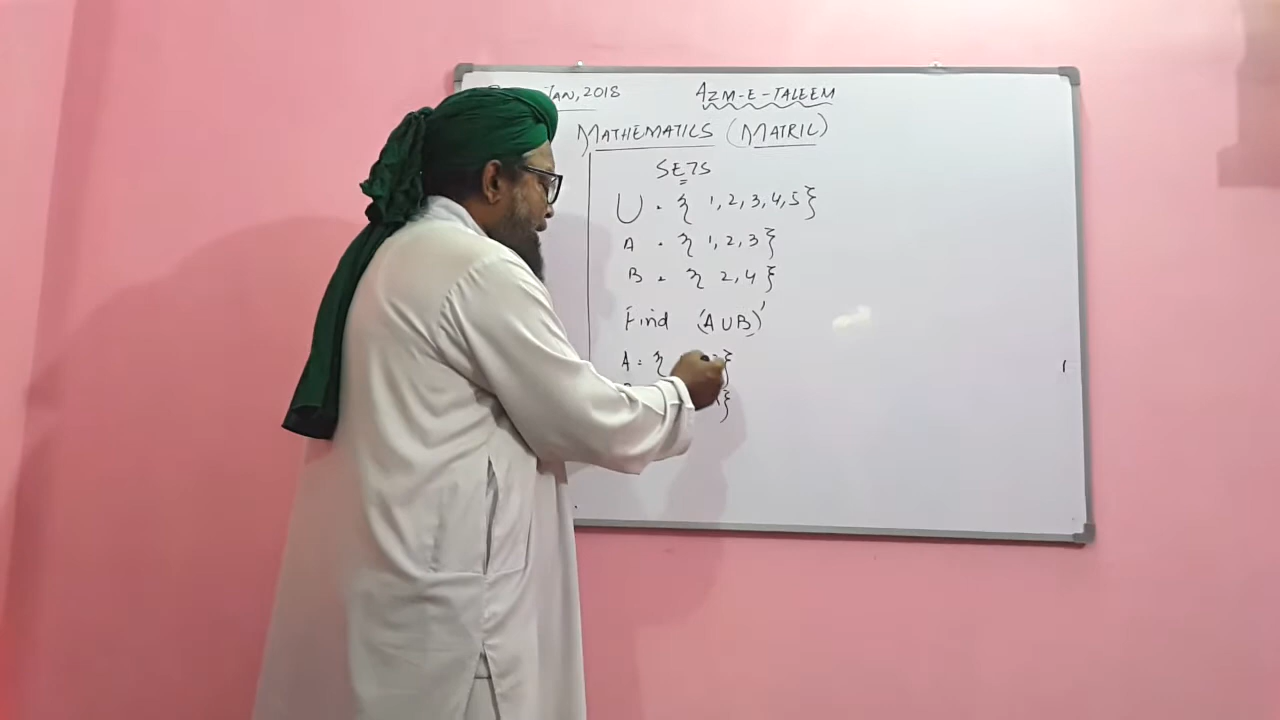 JAN, 2018 AZM-E-TALEEM
MATHEMATICS (MATRIC)
SETS
U = { 1, 2, 3, 4, 5 }
A = { 1, 2, 3 }
B = { 2, 4 }
Find (A∪B)'
A = { }
}